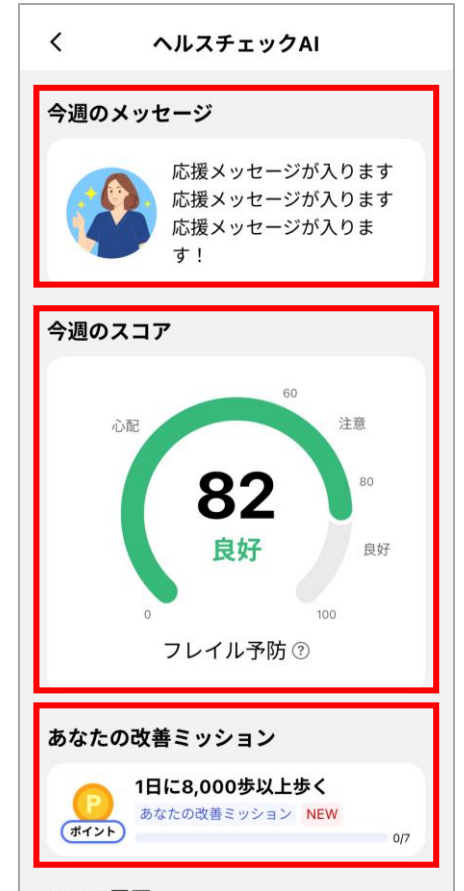 ヘルスチェックAI
今週のメッセージ
応援メッセージが入ります
応援メッセージが入ります
応援メッセージが入りま
す！
今週のスコア
60
心配
注意
82
80
良好
良好
0
100
フレイル予防 ?
あなたの改善ミッション
1日に8,000歩以上歩く
P
あなたの改善ミッション NEW
ポイント
0/7